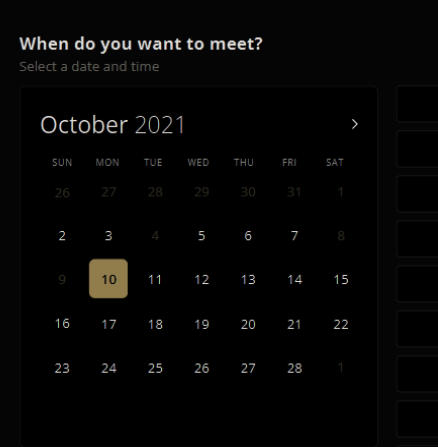 When do you want to meet?
Select a date and time
October 2021
SUN MON TUE WED THU FRI SAT
26 27 28 29 30 31 1
2 3 4 5 6 7 8
9 10 11 12 13 14 15
16 17 18 19 20 21 22
23 24 25 26 27 28 1